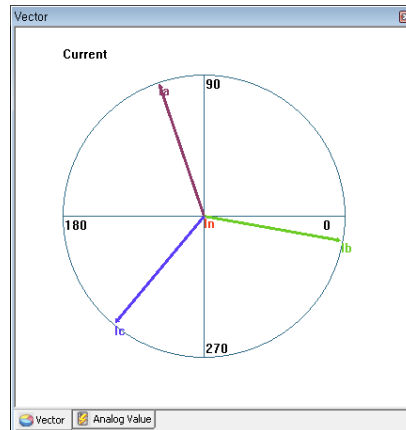 Vector
Current
90
Ia
In
180
0
Ib
Ic
270
Vector
Analog Value